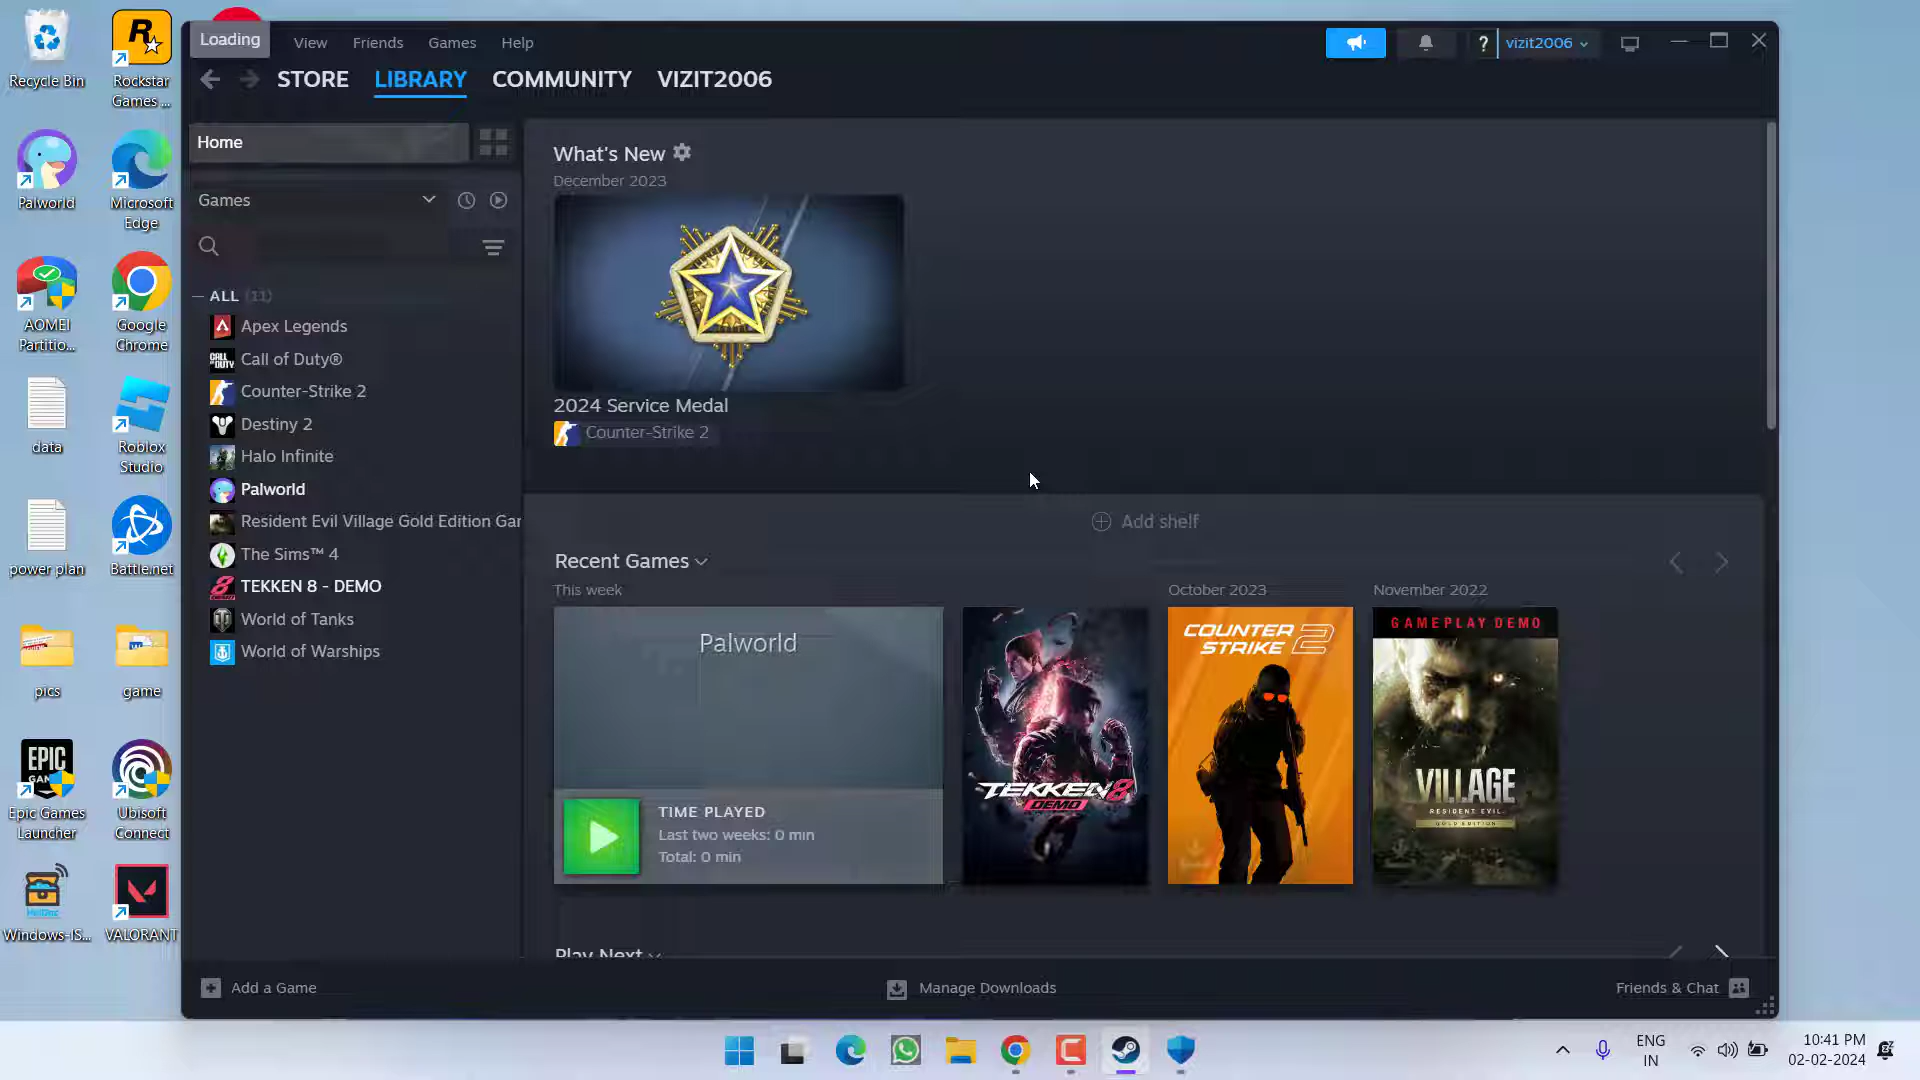 Loading
View
Friends
Games
Help
vizit2006
STORE
LIBRARY
COMMUNITY
VIZIT2006
Recycle Bin
Rockstar
Games ...
Palworld
Microsoft
Edge
AOMEI
Partitio...
Google
Chrome
data
Roblox
Studio
power plan
Battle.net
pics
game
EPIC
Epic Games
Launcher
Ubisoft
Connect
Windows-IS...
VALORANT
Home
Games
ALL (11)
Apex Legends
Call of Duty®
Counter-Strike 2
Destiny 2
Halo Infinite
Palworld
Resident Evil Village Gold Edition Gar
The Sims™ 4
TEKKEN 8 - DEMO
World of Tanks
World of Warships
What's New
December 2023
2024 Service Medal
Counter-Strike 2
Add shelf
Recent Games
This week
October 2023
November 2022
Palworld
TIME PLAYED
Last two weeks: 0 min
Total: 0 min
TEKKEN 8
DEMO
COUNTER
STRIKE 2
GAMEPLAY DEMO
VILLAGE
RESIDENT EVIL
GOLD EDITION
Play Next
Add a Game
Manage Downloads
Friends & Chat
ENG
IN
10:41 PM
02-02-2024